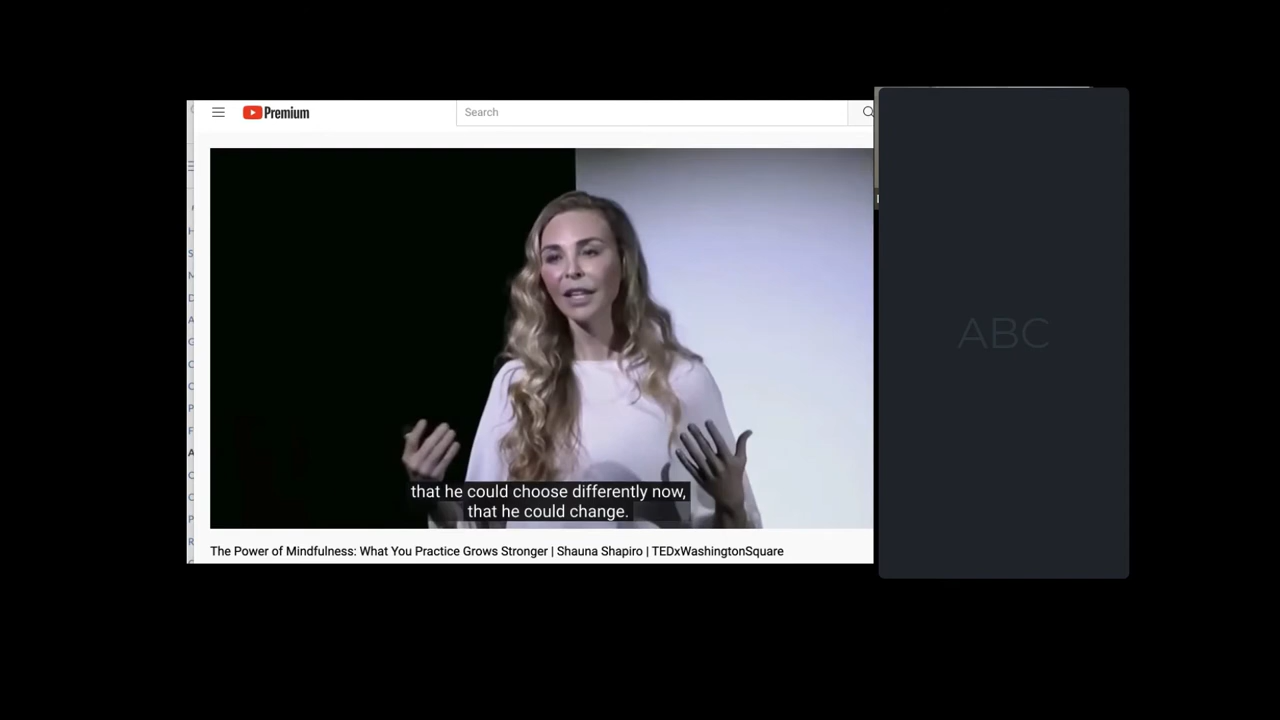 Premium
Search
that he could choose differently now,
that he could change.
The Power of Mindfulness: What You Practice Grows Stronger | Shauna Shapiro | TEDxWashingtonSquare
ABC